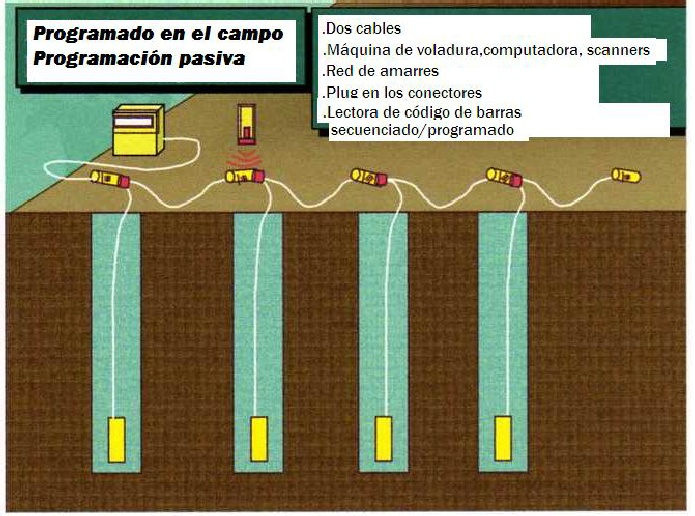 Programado en el campo
Programación pasiva
.Dos cables
.Máquina de voladura,computadora, scanners
.Red de amarres
.Plug en los conectores
.Lectora de código de barras
secuenciado/programado